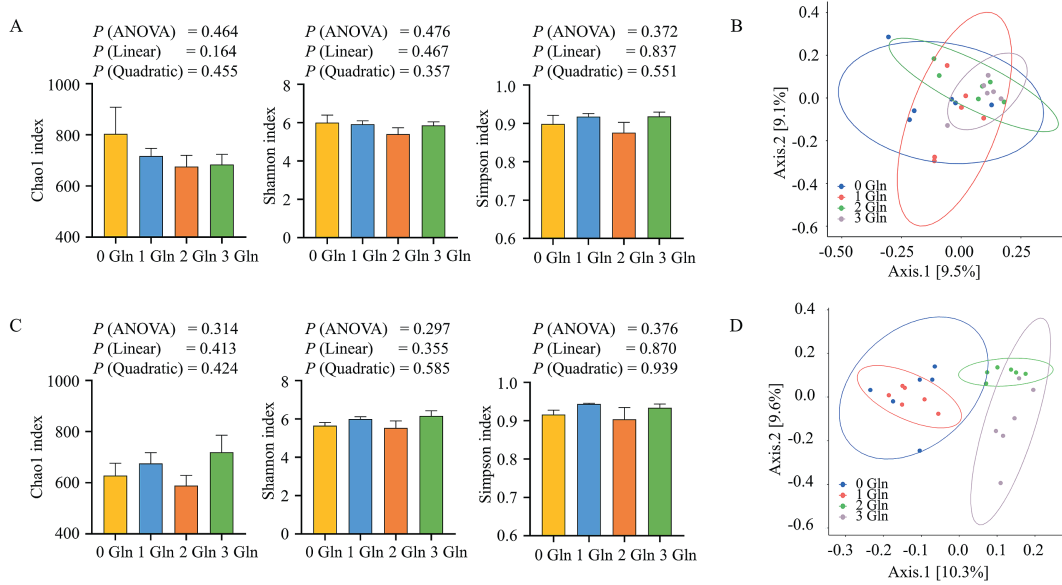 A
P (ANOVA) = 0.464
P (Linear) = 0.164
P (Quadratic) = 0.455
1000
800
600
400
Chao1 index
0 Gln 1 Gln 2 Gln 3 Gln
P (ANOVA) = 0.476
P (Linear) = 0.467
P (Quadratic) = 0.357
8
6
4
2
0
Shannon index
0 Gln 1 Gln 2 Gln 3 Gln
P (ANOVA) = 0.372
P (Linear) = 0.837
P (Quadratic) = 0.551
1.0
0.9
0.8
0.7
0.6
Simpson index
0 Gln 1 Gln 2 Gln 3 Gln
B
0.4
0.2
0.0
-0.2
-0.4
-0.6
Axis.2 [9.1%]
0 Gln
1 Gln
2 Gln
3 Gln
-0.50 -0.25 0.00 0.25
Axis.1 [9.5%]
C
P (ANOVA) = 0.314
P (Linear) = 0.413
P (Quadratic) = 0.424
1000
800
600
400
Chao1 index
0 Gln 1 Gln 2 Gln 3 Gln
P (ANOVA) = 0.297
P (Linear) = 0.355
P (Quadratic) = 0.585
8
6
4
2
0
Shannon index
0 Gln 1 Gln 2 Gln 3 Gln
P (ANOVA) = 0.376
P (Linear) = 0.870
P (Quadratic) = 0.939
1.0
0.9
0.8
0.7
0.6
Simpson index
0 Gln 1 Gln 2 Gln 3 Gln
D
0.4
0.2
0.0
-0.2
-0.4
-0.6
Axis.2 [9.6%]
0 Gln
1 Gln
2 Gln
3 Gln
-0.3 -0.2 -0.1 0.0 0.1 0.2
Axis.1 [10.3%]